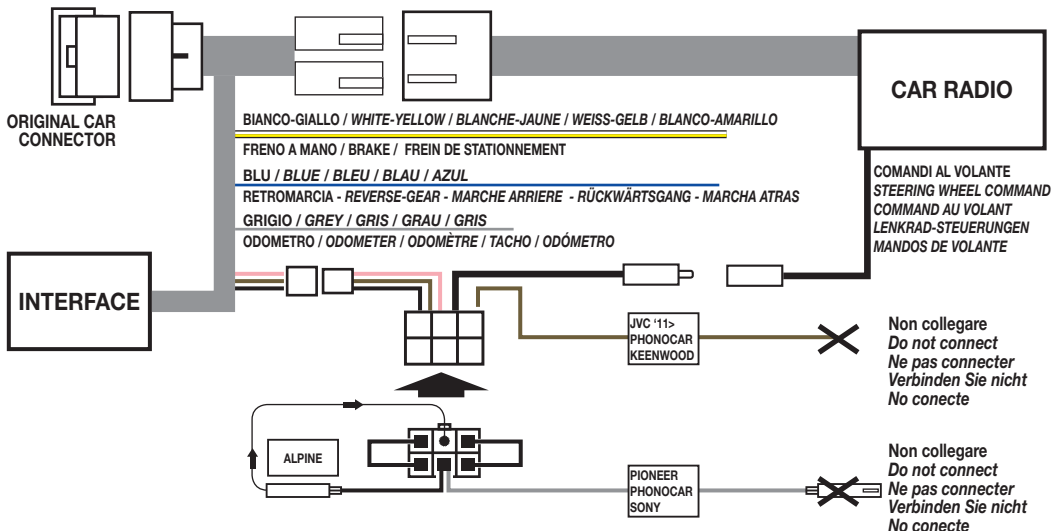 ORIGINAL CAR
CONNECTOR
CAR RADIO
BIANCO-GIALLO / WHITE-YELLOW / BLANCHE-JAUNE / WEISS-GELB / BLANCO-AMARILLO
FRENO A MANO / BRAKE / FREIN DE STATIONNEMENT
BLU / BLUE / BLEU / BLAU / AZUL
RETROMARCIA - REVERSE-GEAR - MARCHE ARRIERE - RÜCKWÄRTSGANG - MARCHA ATRAS
GRIGIO / GREY / GRIS / GRAU / GRIS
ODOMETRO / ODOMETER / ODOMÈTRE / TACHO / ODÓMETRO
COMANDI AL VOLANTE
STEERING WHEEL COMMAND
COMMAND AU VOLANT
LENKRAD-STEUERUNGEN
MANDOS DE VOLANTE
INTERFACE
JVC '11>
PHONOCAR
KEENWOOD
Non collegare
Do not connect
Ne pas connecter
Verbinden Sie nicht
No conecte
ALPINE
PIONEER
PHONOCAR
SONY
Non collegare
Do not connect
Ne pas connecter
Verbinden Sie nicht
No conecte